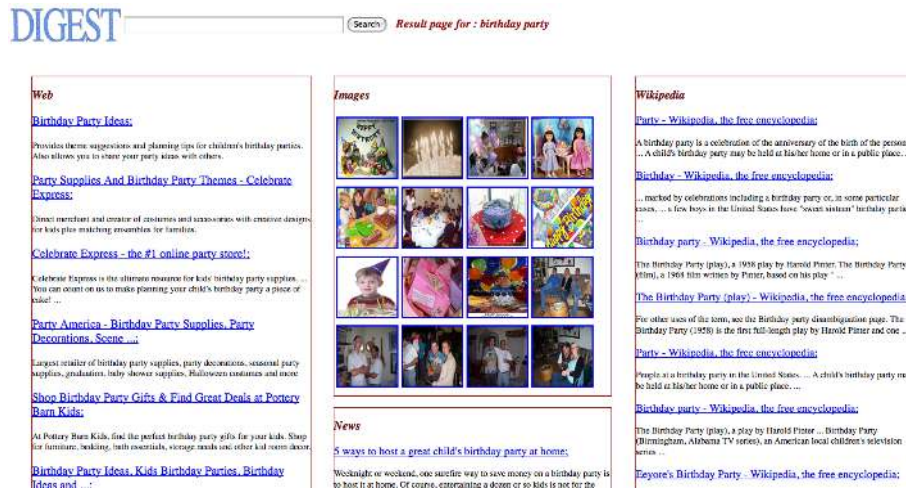 DIGEST
Search
Result page for : birthday party
Web
Birthday Party Ideas:
Provides theme suggestions and planning tips for children's birthday parties.
Also allows you to share your party ideas with others.
Party Supplies And Birthday Party Themes - Celebrate
Express:
Direct merchant and creator of costumes and accessories with creative designs
for kids plus matching ensembles for families.
Celebrate Express - the #1 online party store!:
Celebrate Express is the ultimate resource for kids' birthday party supplies. ...
You can count on us to make planning your child's birthday party a piece of
cake! ...
Party America - Birthday Party Supplies, Party
Decorations, Scene ...:
Largest retailer of birthday party supplies, party decorations, seasonal party
supplies, graduation, baby shower supplies, Halloween costumes and more
Shop Birthday Party Gifts & Find Great Deals at Pottery
Barn Kids:
At Pottery Barn Kids, find the perfect birthday party gifts for your kids. Shop
for furniture, bedding, bath essentials, storage needs and other kid room decor.
Birthday Party Ideas, Kids Birthday Parties, Birthday
Ideas and ...:
Images
News
5 ways to host a great child's birthday party at home:
Weeknight or weekend, one surefire way to save money on a birthday party is
to host it at home. Of course, entertaining a dozen or so kids is not for the
Wikipedia
Party - Wikipedia, the free encyclopedia:
A birthday party is a celebration of the anniversary of the birth of the person
... A child's birthday party may be held at his/her home or in a public place. .
Birthday - Wikipedia, the free encyclopedia:
... marked by celebrations including a birthday party or, in some particular
cases, ... a few boys in the United States have "sweet sixteen" birthday partie
...
Birthday party - Wikipedia, the free encyclopedia:
The Birthday Party (play), a 1958 play by Harold Pinter. The Birthday Party
(film), a 1968 film written by Pinter, based on his play " ...
The Birthday Party (play) - Wikipedia, the free encyclopedia
For other uses of the term, see the Birthday party disambiguation page. The
Birthday Party (1958) is the first full-length play by Harold Pinter and one ..
Party - Wikipedia, the free encyclopedia:
People at a birthday party in the United States. ... A child's birthday party ma
be held at his/her home or in a public place. ...
Birthday party - Wikipedia, the free encyclopedia:
The Birthday Party (play), a play by Harold Pinter ... Birthday Party
(Birmingham, Alabama TV series), an American local children's television
series ...
Eeyore's Birthday Party - Wikipedia, the free encyclopedia: